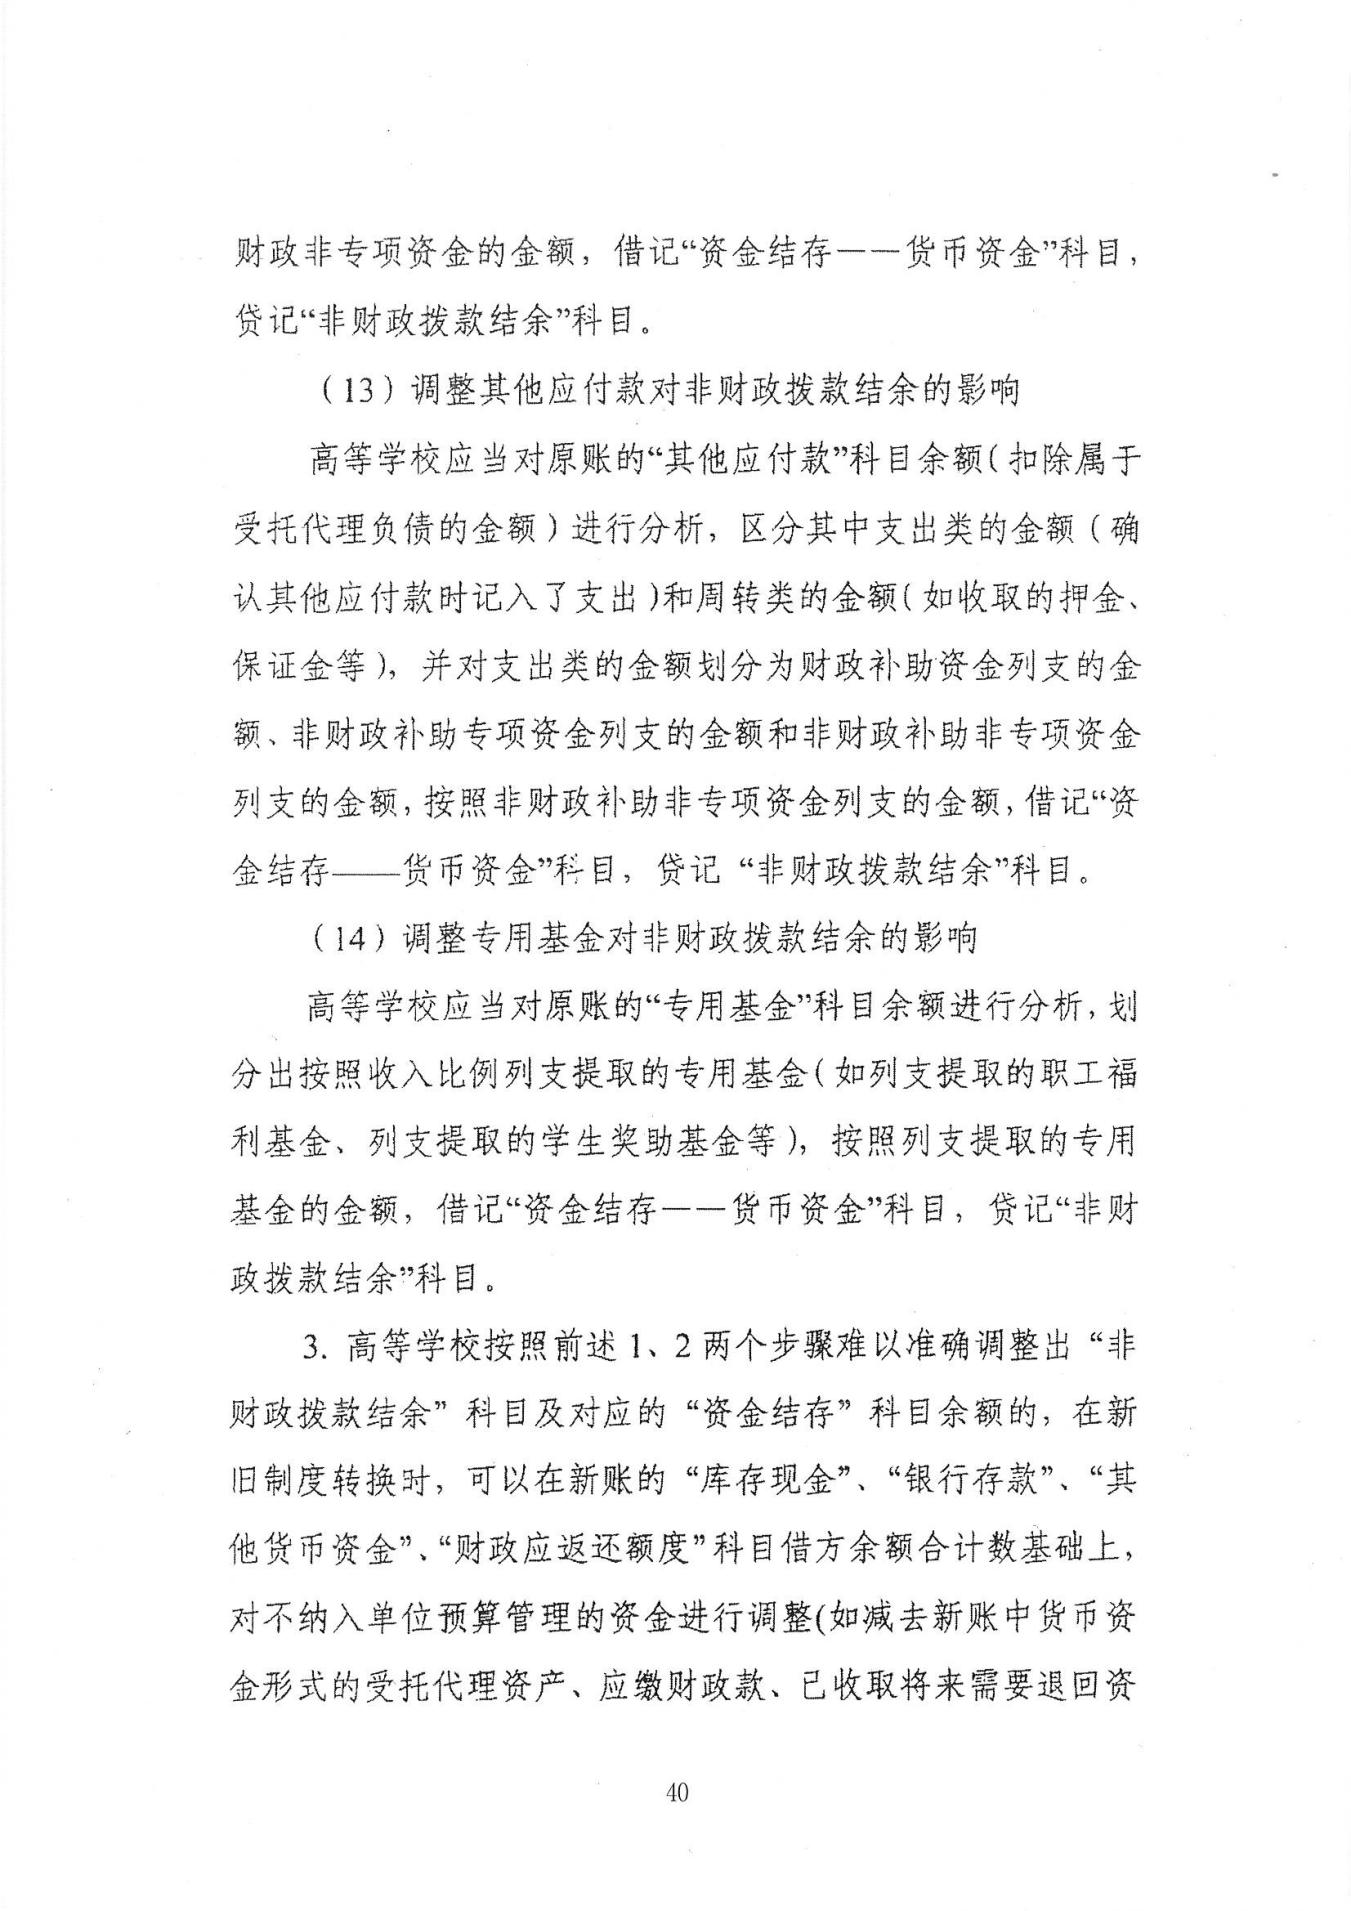 财政非专项资金的金额，借记“资金结存——货币资金”科目，
贷记“非财政拨款结余”科目。
（13）调整其他应付款对非财政拨款结余的影响
高等学校应当对原账的“其他应付款”科目余额（扣除属于
受托代理负债的金额）进行分析，区分其中支出类的金额（确
认其他应付款时记入了支出）和周转类的金额（如收取的押金、
保证金等），并对支出类的金额划分为财政补助资金列支的金
额、非财政补助专项资金列支的金额和非财政补助非专项资金
列支的金额，按照非财政补助非专项资金列支的金额，借记“资
金结存——货币资金”科目，贷记 “非财政拨款结余”科目。
（14）调整专用基金对非财政拨款结余的影响
高等学校应当对原账的“专用基金”科目余额进行分析，划
分出按照收入比例列支提取的专用基金（如列支提取的职工福
利基金、列支提取的学生奖助基金等），按照列支提取的专用
基金的金额，借记“资金结存——货币资金”科目，贷记“非财
政拨款结余”科目。
3. 高等学校按照前述 1、2 两个步骤难以准确调整出 “非
财政拨款结余” 科目及对应的 “资金结存” 科目余额的，在新
旧制度转换时，可以在新账的 “库存现金”、“银行存款”、“其
他货币资金”、“财政应返还额度”科目借方余额合计数基础上，
对不纳入单位预算管理的资金进行调整(如减去新账中货币资
金形式的受托代理资产、应缴财政款、已收取将来需要退回资
40